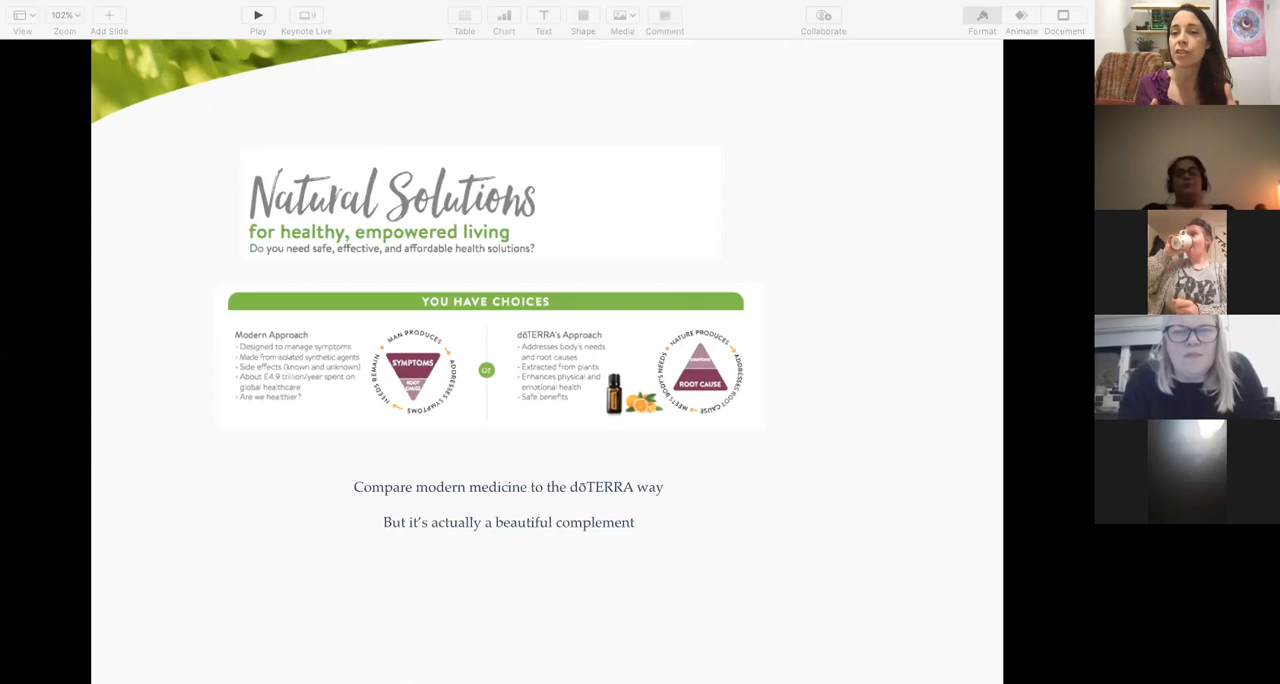 102%
View
Zoom
Add Slide
Play
Keynote Live
Table
Chart
Text
Shape
Media
Comment
Collaborate
Format
Animate
Document
Natural Solutions
for healthy, empowered living
Do you need safe, effective, and affordable health solutions?
YOU HAVE CHOICES
Modern Approach
- Designed to manage symptoms
- Made from isolated synthetic agents
- Side effects (known and unknown)
- About £4.9 trillion/year spent on
global healthcare
- Are we healthier?
MAN PRODUCES
ADDRESSES SYMPTOMS
NEEDS REMAIN
SYMPTOMS
ROOT
CAUSE
or
dōTERRA's Approach
- Addresses body's needs
and root causes
- Extracted from plants
- Enhances physical and
emotional health
- Safe benefits
NATURE PRODUCES
ADDRESSES ROOT CAUSE
MEETS BODY'S NEEDS
ROOT CAUSE
Compare modern medicine to the dōTERRA way
But it's actually a beautiful complement